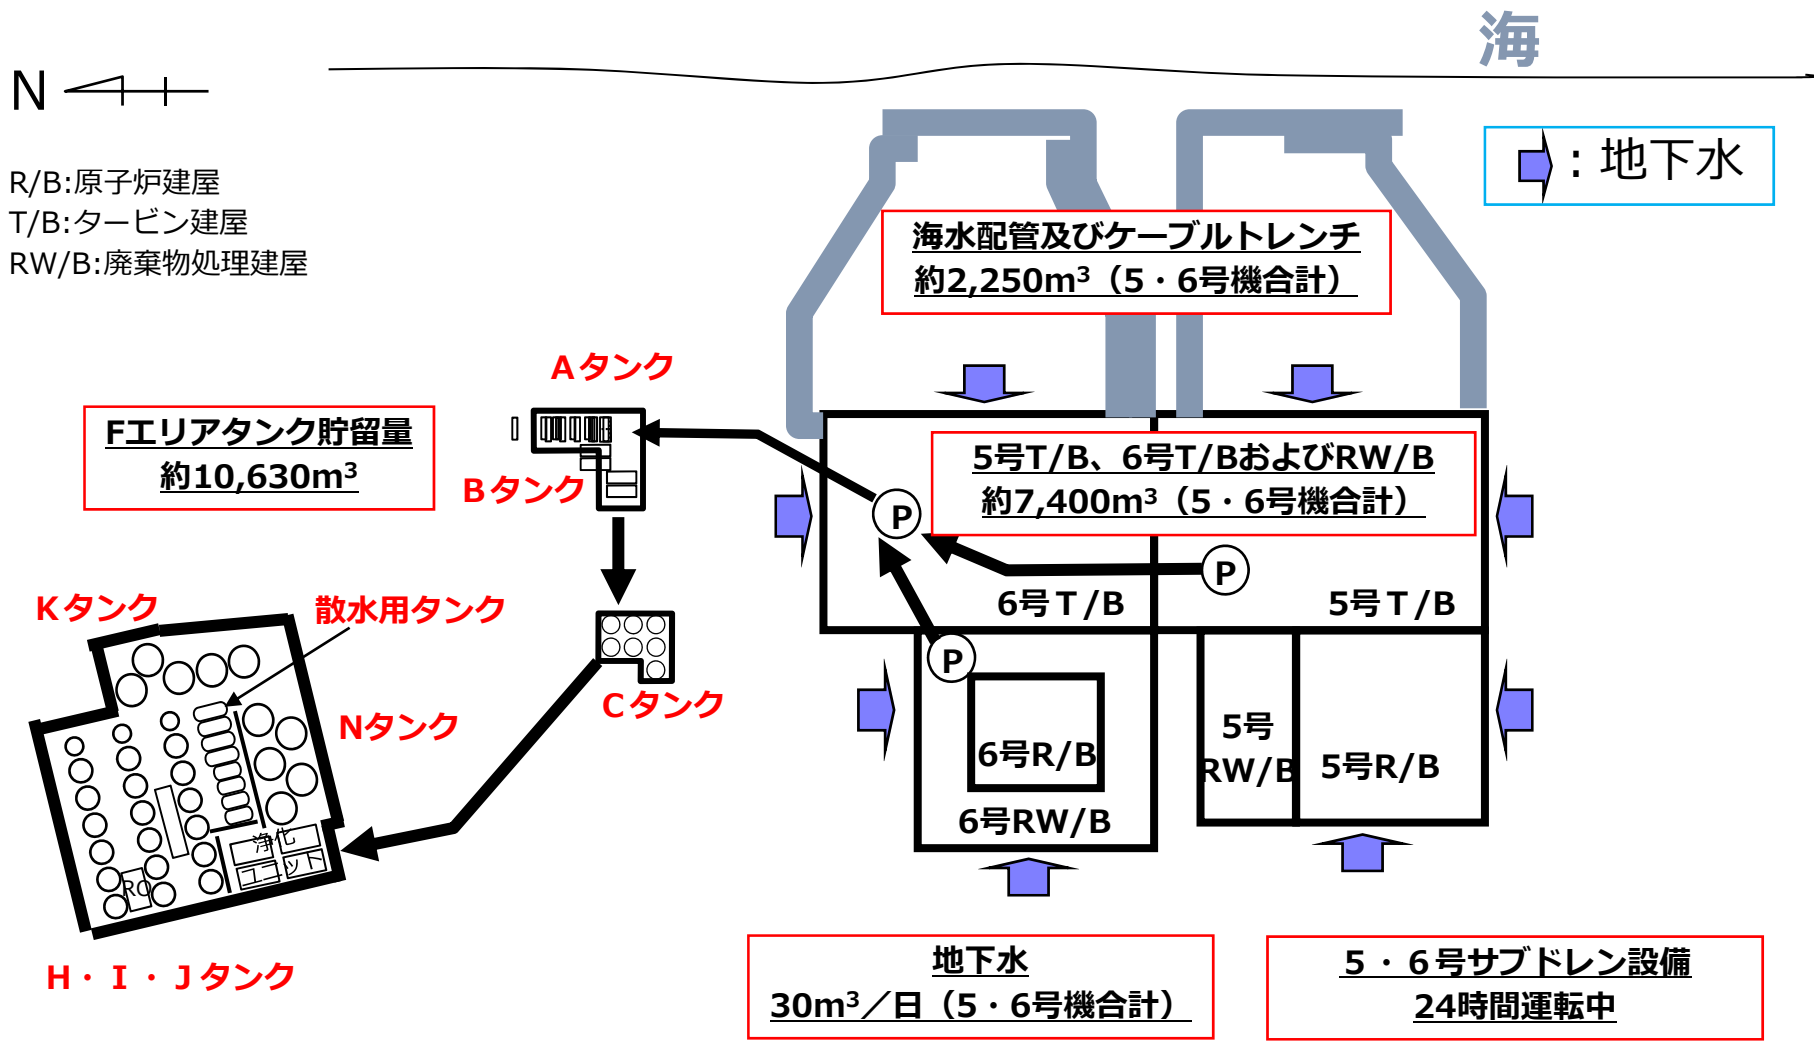 海
N
R/B:原子炉建屋
T/B:タービン建屋
RW/B:廃棄物処理建屋
：地下水
海水配管及びケーブルトレンチ
約2,250m³（5・6号機合計）
Aタンク
Fエリアタンク貯留量
約10,630m³
Bタンク
5号T/B、6号T/BおよびRW/B
約7,400m³（5・6号機合計）
P
P
6号T/B
5号T/B
Kタンク
散水用タンク
P
Cタンク
Nタンク
5号
RW/B
6号R/B
5号R/B
6号RW/B
浄化
ユニット
RO
H・I・Jタンク
地下水
30m³／日（5・6号機合計）
5・6号サブドレン設備
24時間運転中